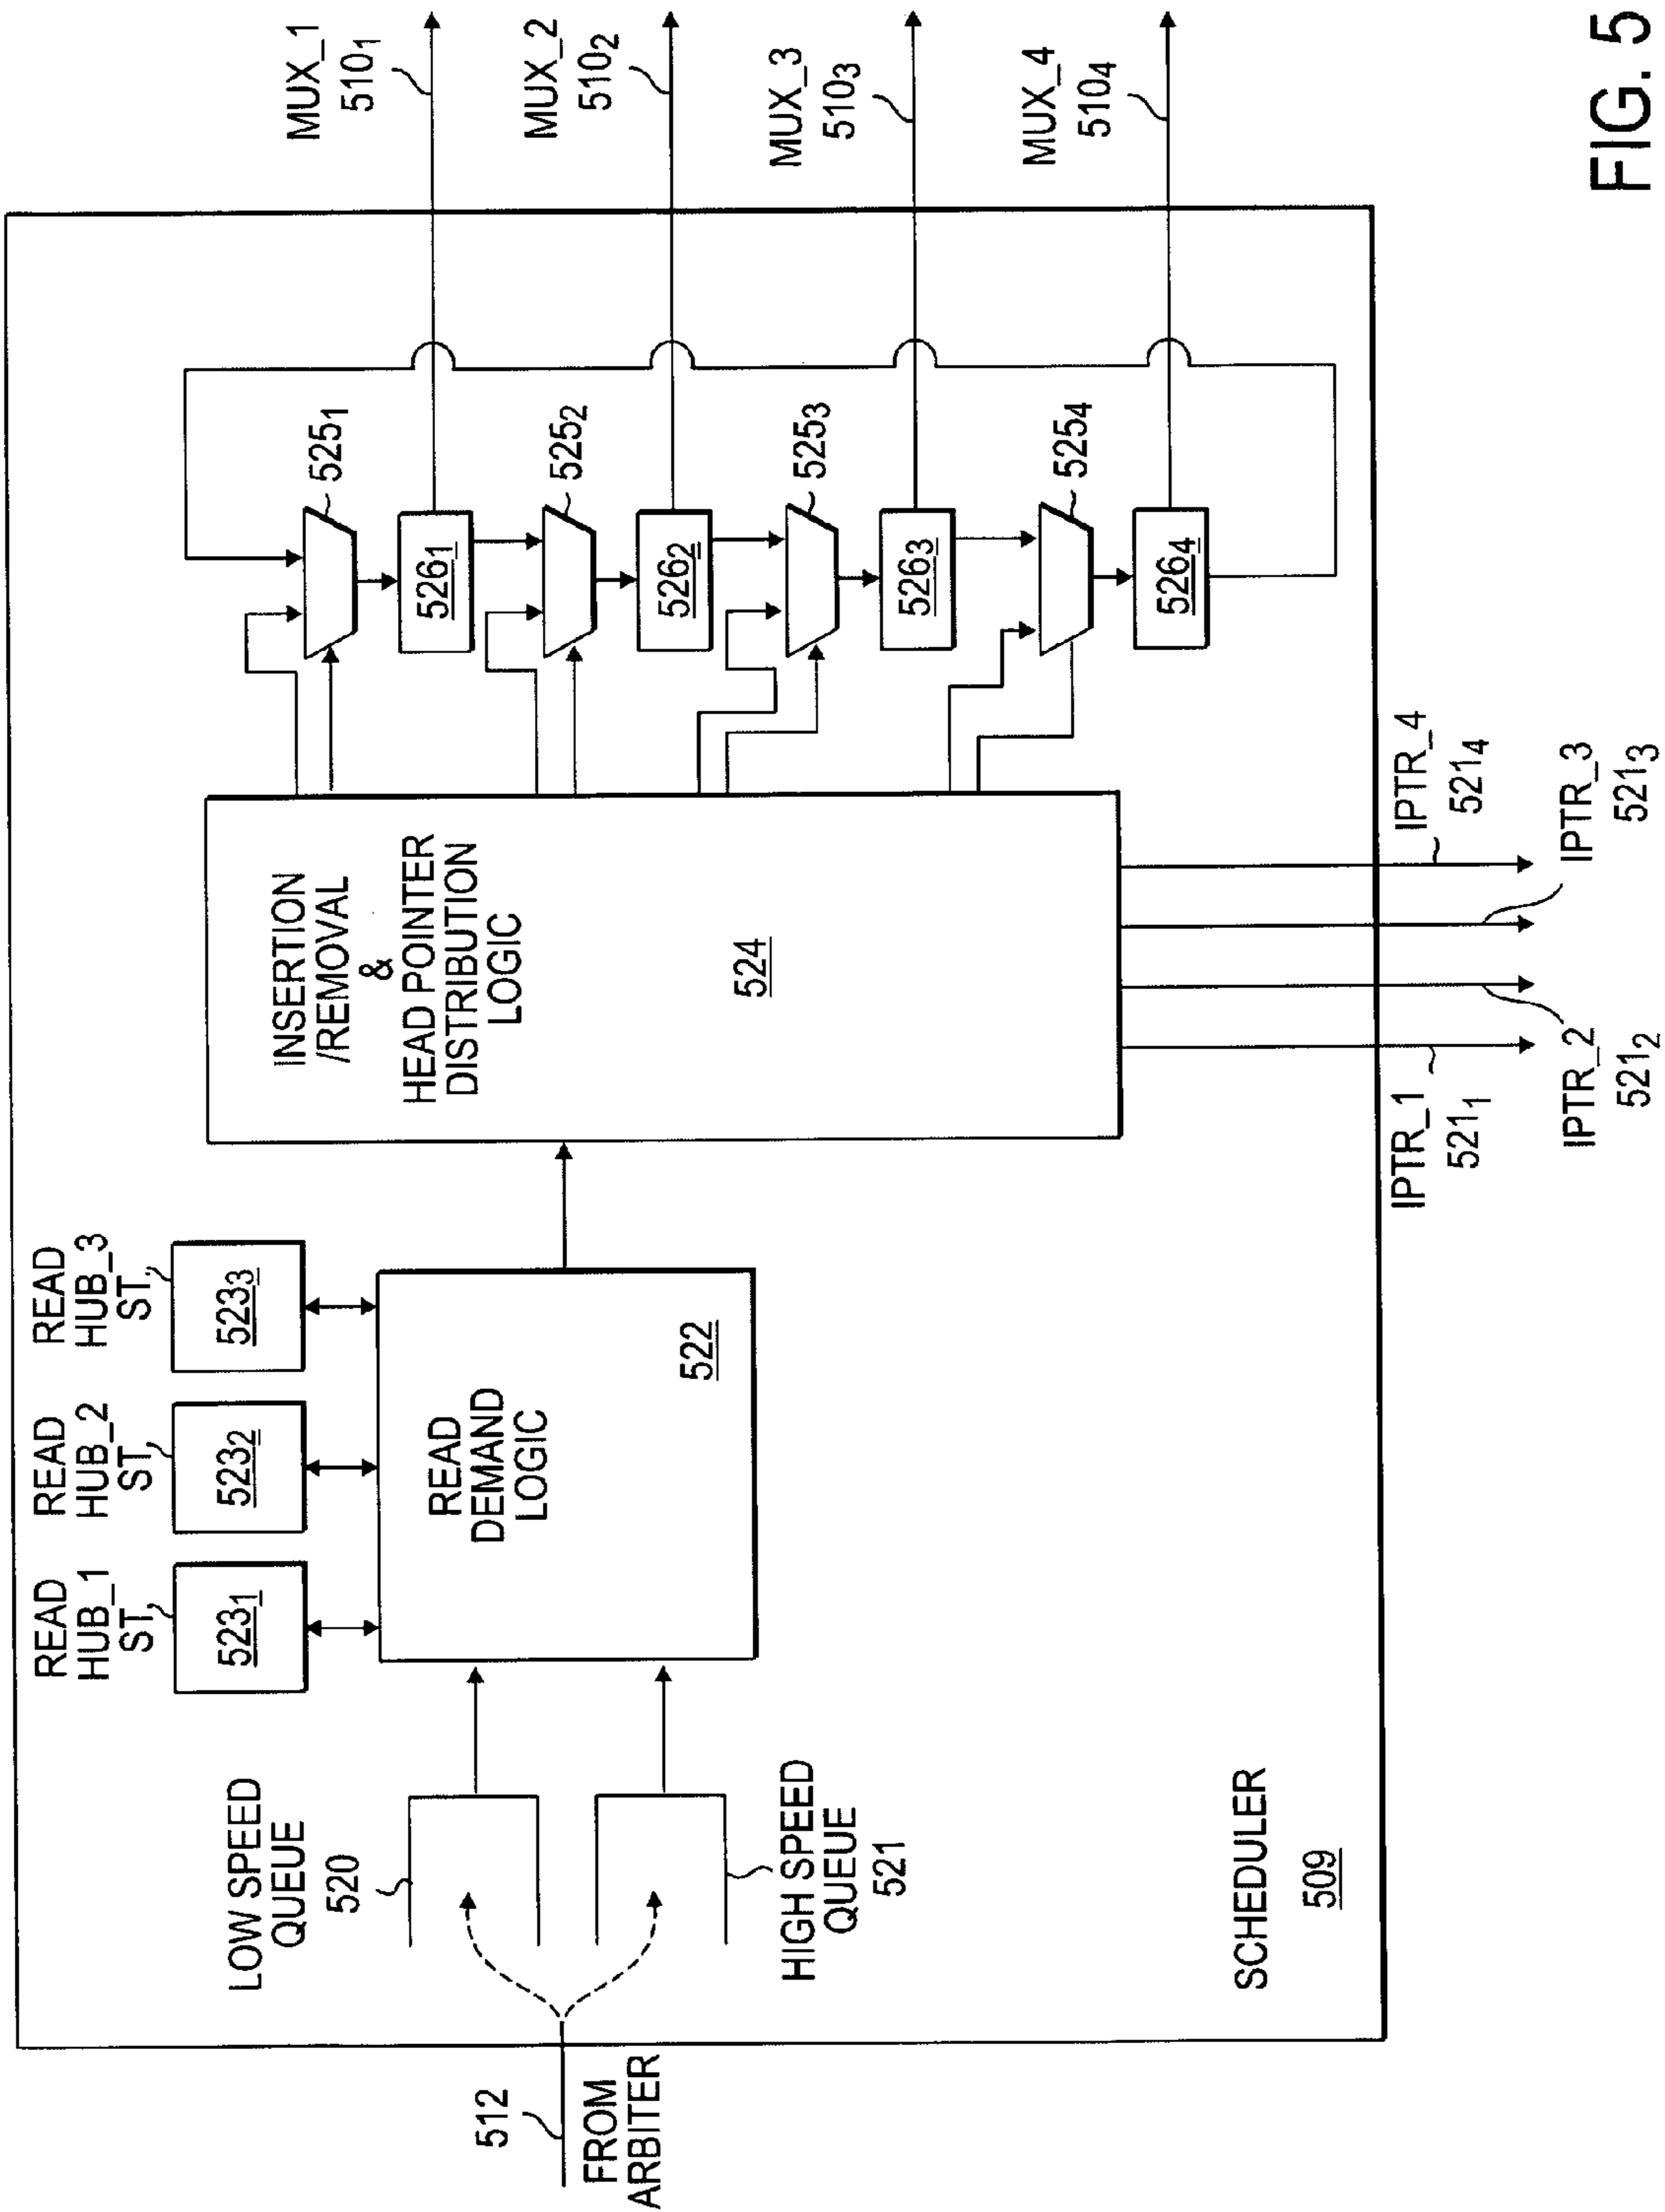 512
FROM
ARBITER
LOW SPEED
QUEUE
520
HIGH SPEED
QUEUE
521
SCHEDULER
509
READ
HUB_1
ST
523₁
READ
HUB_2
ST
523₂
READ
HUB_3
ST
523₃
READ
DEMAND
LOGIC
522
INSERTION
/REMOVAL
&
HEAD POINTER
DISTRIBUTION
LOGIC
524
525₁
526₁
525₂
526₂
525₃
526₃
525₄
526₄
MUX_1
510₁
MUX_2
510₂
MUX_3
510₃
MUX_4
510₄
IPTR_1
521₁
IPTR_2
521₂
IPTR_4
521₄
IPTR_3
521₃
FIG. 5